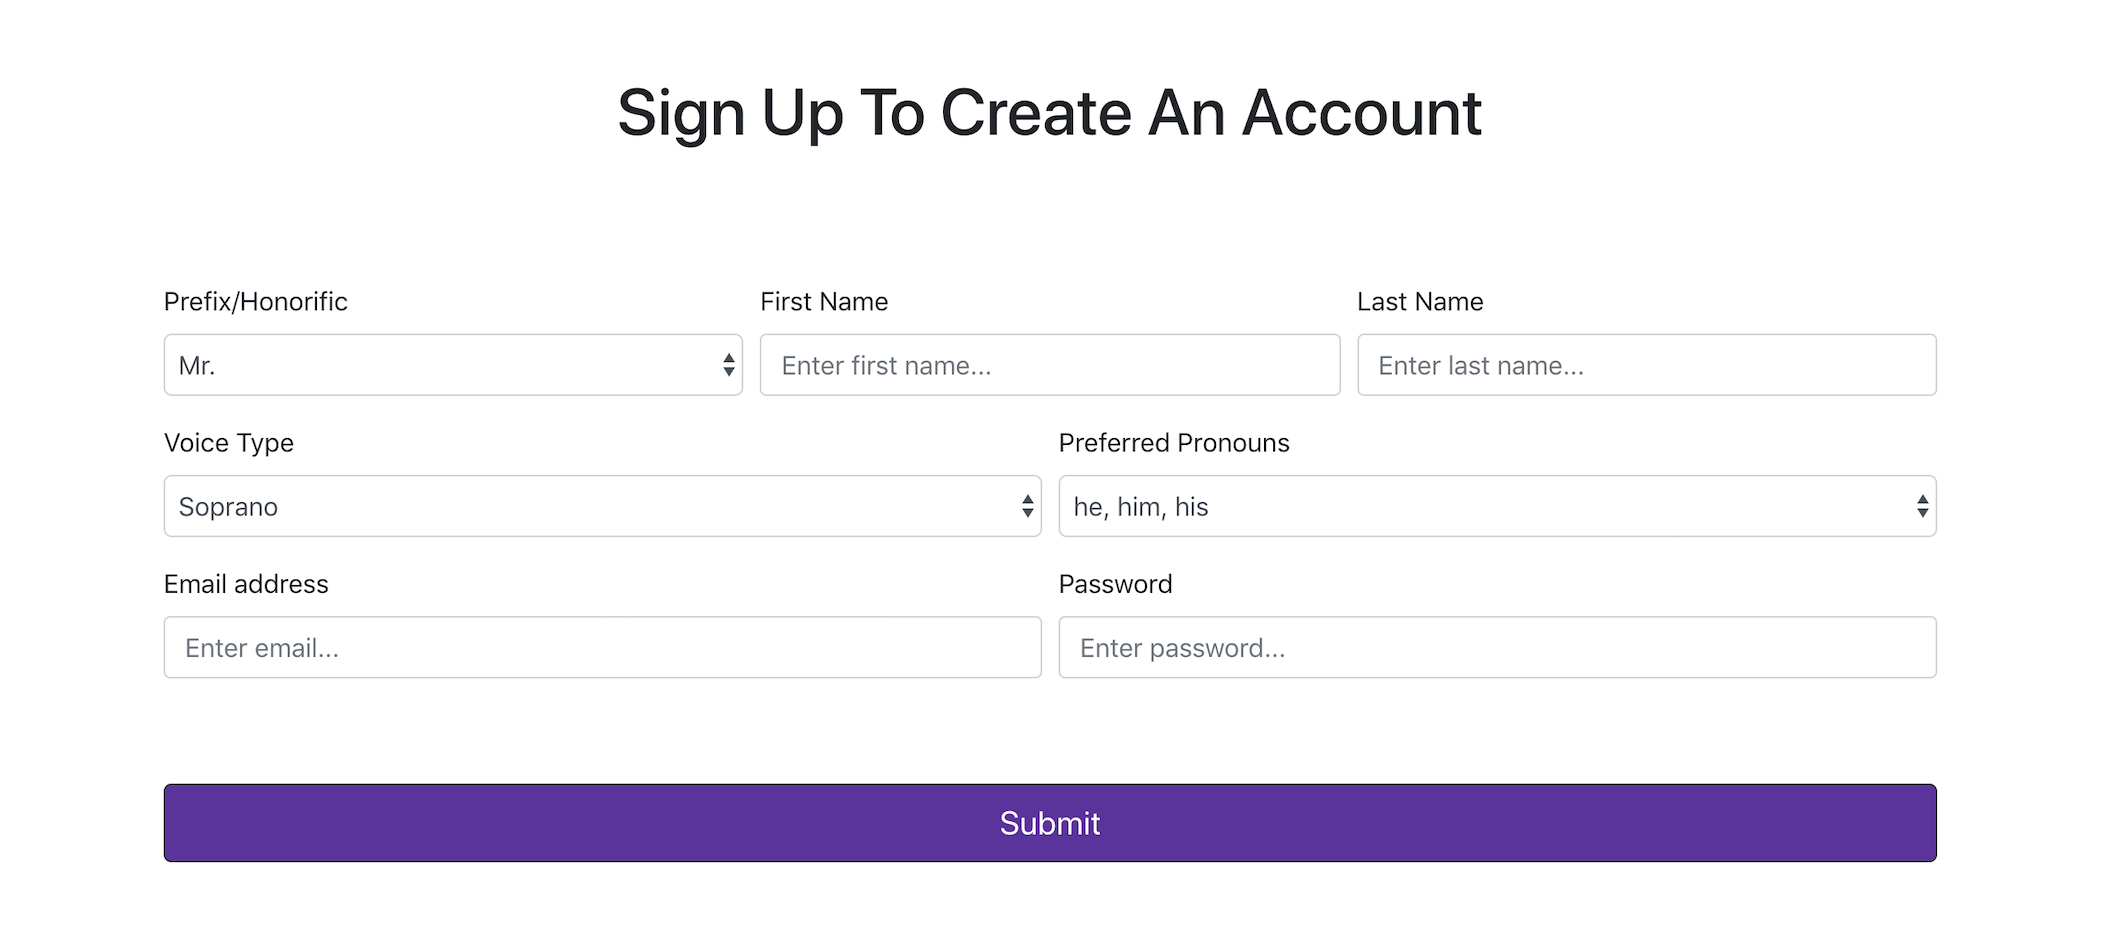 Sign Up To Create An Account
Prefix/Honorific First Name Last Name
Mr. Enter first name... Enter last name...
Voice Type Preferred Pronouns
Soprano he, him, his
Email address Password
Enter email... Enter password...
Submit